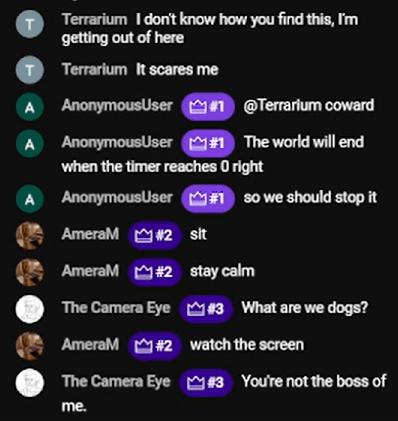 T Terrarium I don't know how you find this, I'm
getting out of here
T Terrarium It scares me
A AnonymousUser #1 @Terrarium coward
A AnonymousUser #1 The world will end
when the timer reaches 0 right
A AnonymousUser #1 so we should stop it
AmeraM #2 sit
AmeraM #2 stay calm
The Camera Eye #3 What are we dogs?
AmeraM #2 watch the screen
The Camera Eye #3 You're not the boss of
me.